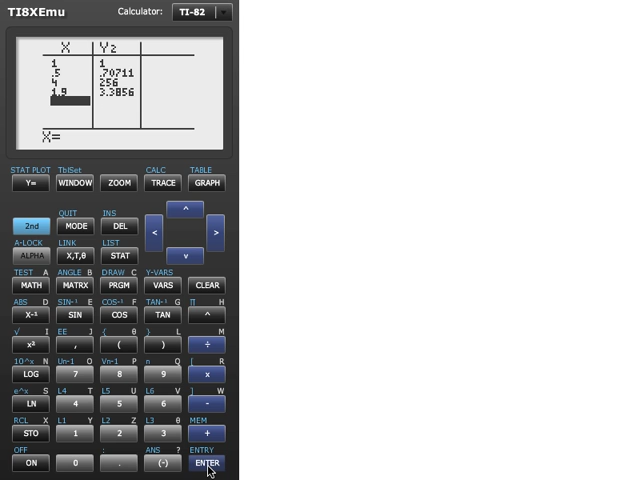 TI8XEmu Calculator: TI-82
X Y2
1 1
.5 .70711
4 256
1.9 3.3856
X=
STAT PLOT TblSet CALC TABLE
Y= WINDOW ZOOM TRACE GRAPH
^
QUIT INS
2nd MODE DEL < >
A-LOCK LINK LIST
ALPHA X,T,θ STAT v
TEST A ANGLE B DRAW C Y-VARS
MATH MATRX PRGM VARS CLEAR
ABS D SIN⁻¹ E COS⁻¹ F TAN⁻¹ G Π H
X⁻¹ SIN COS TAN ^
√ I EE J { θ } L M
x² , ( ) ÷
10^x N Un-1 O Vn-1 P n Q [ R
LOG 7 8 9 x
e^x S L4 T L5 U L6 V ] W
LN 4 5 6 -
RCL X L1 Y L2 Z L3 θ MEM
STO 1 2 3 +
OFF : ANS ? ENTRY
ON 0 . (-) ENTER